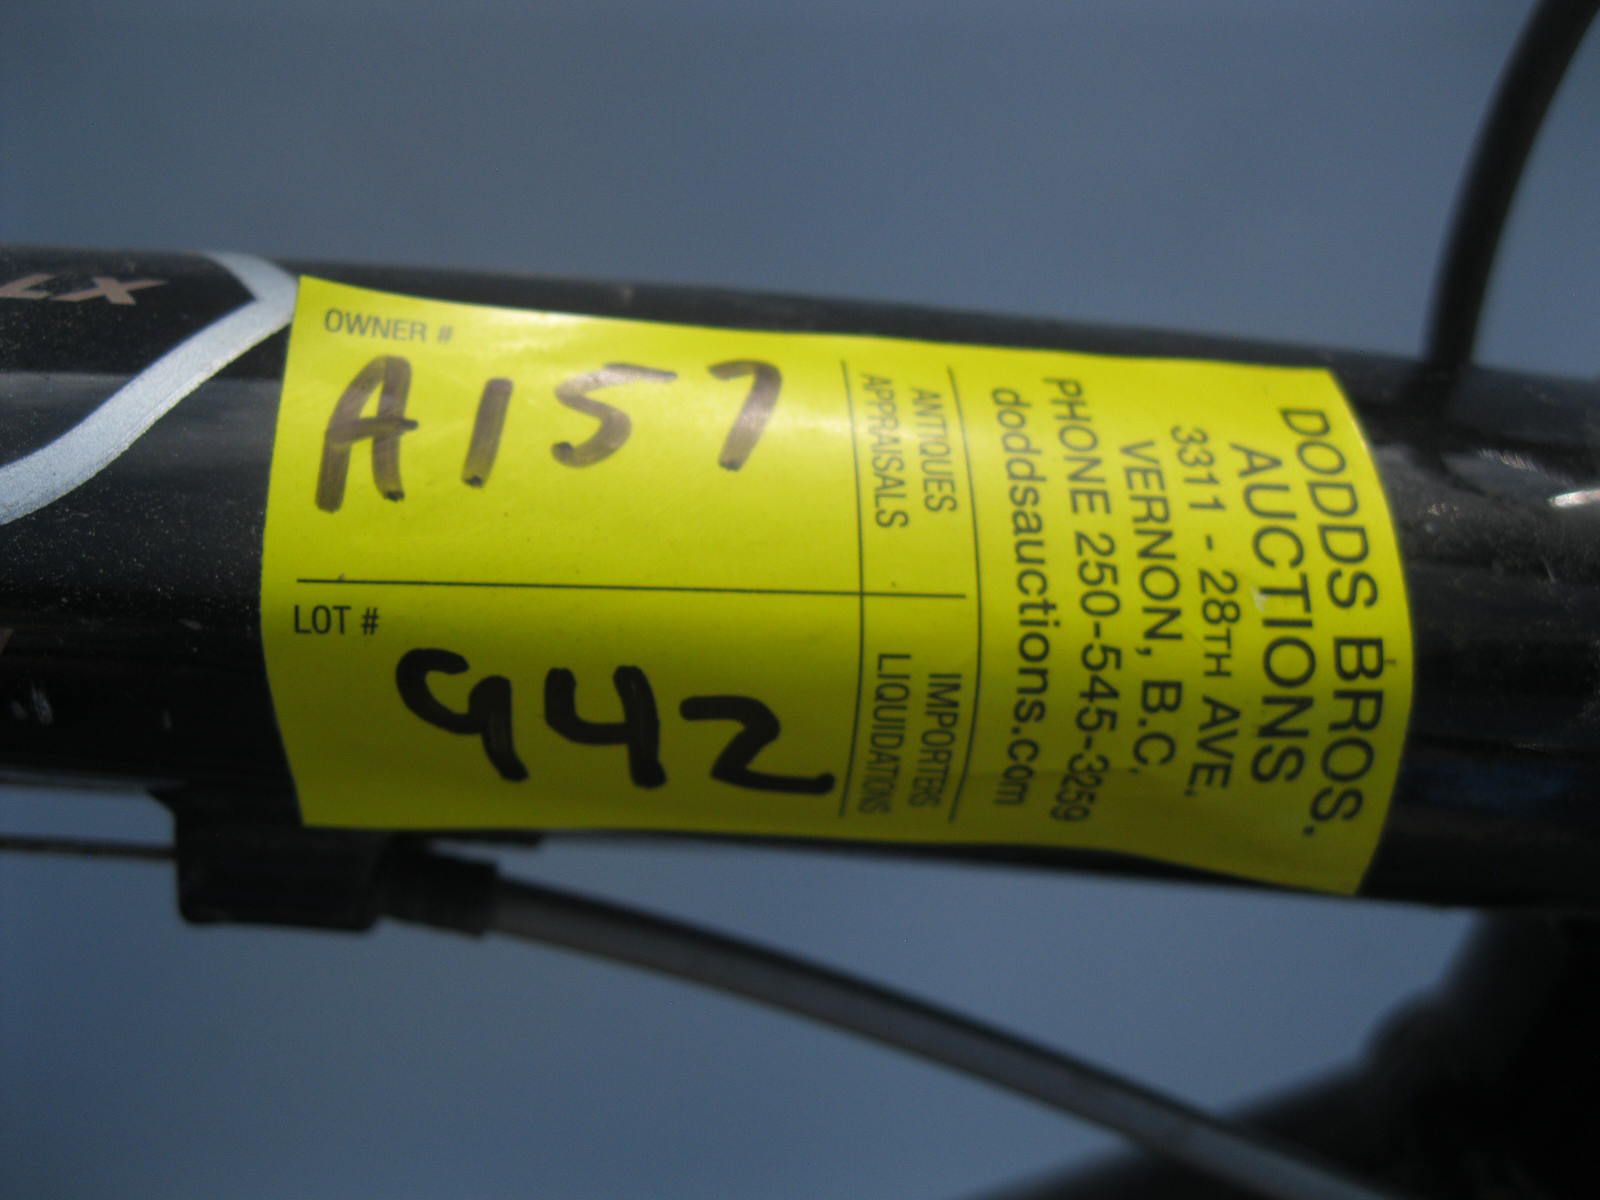 LX
OWNER #
A157
LOT #
942
ANTIQUES
APPRAISALS
IMPORTERS
LIQUIDATIONS
DODDS BROS.
AUCTIONS
3311 - 28TH AVE.
VERNON, B.C.
PHONE 250-545-3259
doddsauctions.com